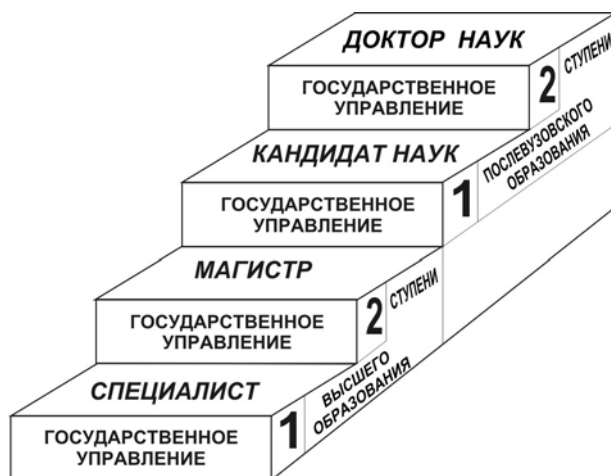 ДОКТОР НАУК
ГОСУДАРСТВЕННОЕ
УПРАВЛЕНИЕ
2
СТУПЕНИ
КАНДИДАТ НАУК
ГОСУДАРСТВЕННОЕ
УПРАВЛЕНИЕ
1
ПОСЛЕВУЗОВСКОГО
ОБРАЗОВАНИЯ
МАГИСТР
ГОСУДАРСТВЕННОЕ
УПРАВЛЕНИЕ
2
СТУПЕНИ
СПЕЦИАЛИСТ
ГОСУДАРСТВЕННОЕ
УПРАВЛЕНИЕ
1
ВЫСШЕГО
ОБРАЗОВАНИЯ